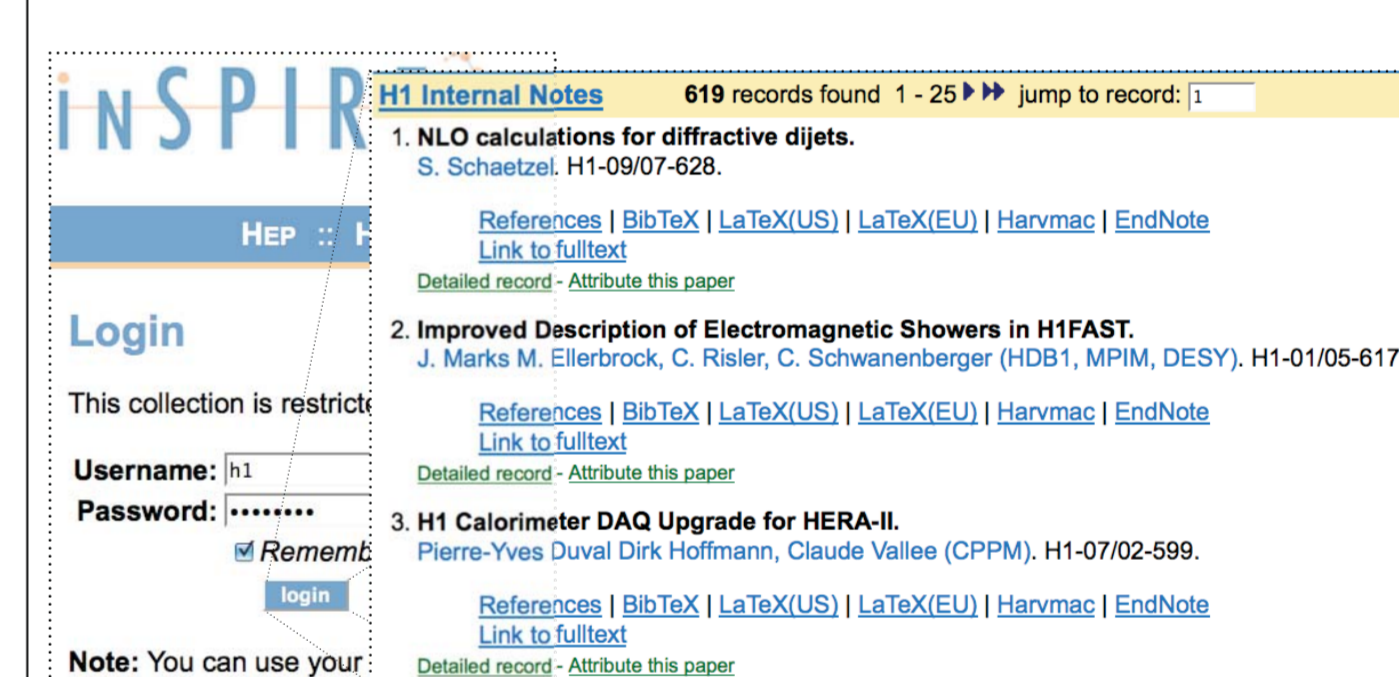 inSPIR
HEP :: H
Login
This collection is restricte
Username: h1
Password: ••••••••
Rememb
login
Note: You can use your
H1 Internal Notes 619 records found 1 - 25 jump to record: 1
1. NLO calculations for diffractive dijets.
S. Schaetzel. H1-09/07-628.
References | BibTeX | LaTeX(US) | LaTeX(EU) | Harvmac | EndNote
Link to fulltext
Detailed record - Attribute this paper
2. Improved Description of Electromagnetic Showers in H1FAST.
J. Marks M. Ellerbrock, C. Risler, C. Schwanenberger (HDB1, MPIM, DESY). H1-01/05-617
References | BibTeX | LaTeX(US) | LaTeX(EU) | Harvmac | EndNote
Link to fulltext
Detailed record - Attribute this paper
3. H1 Calorimeter DAQ Upgrade for HERA-II.
Pierre-Yves Duval Dirk Hoffmann, Claude Vallee (CPPM). H1-07/02-599.
References | BibTeX | LaTeX(US) | LaTeX(EU) | Harvmac | EndNote
Link to fulltext
Detailed record - Attribute this paper